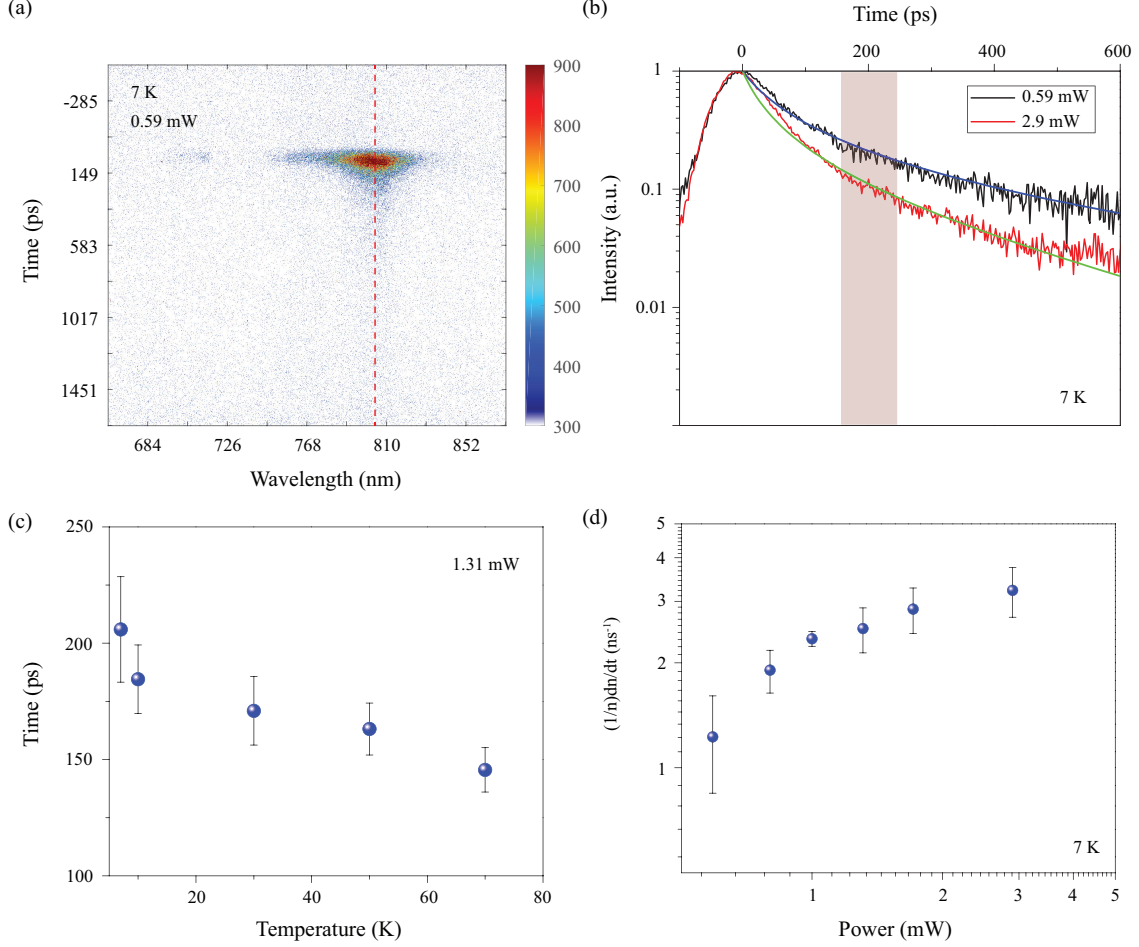 (a)
7 K
0.59 mW
-285
149
583
1017
1451
Time (ps)
684
726
768
810
852
Wavelength (nm)
900
800
700
600
500
400
300
(b)
Time (ps)
0
200
400
600
1
0.1
0.01
Intensity (a.u.)
0.59 mW
2.9 mW
7 K
(c)
250
200
150
100
Time (ps)
1.31 mW
20
40
60
80
Temperature (K)
(d)
5
4
3
2
1
(1/n)dn/dt (ns⁻¹)
7 K
1
2
3
4
5
Power (mW)